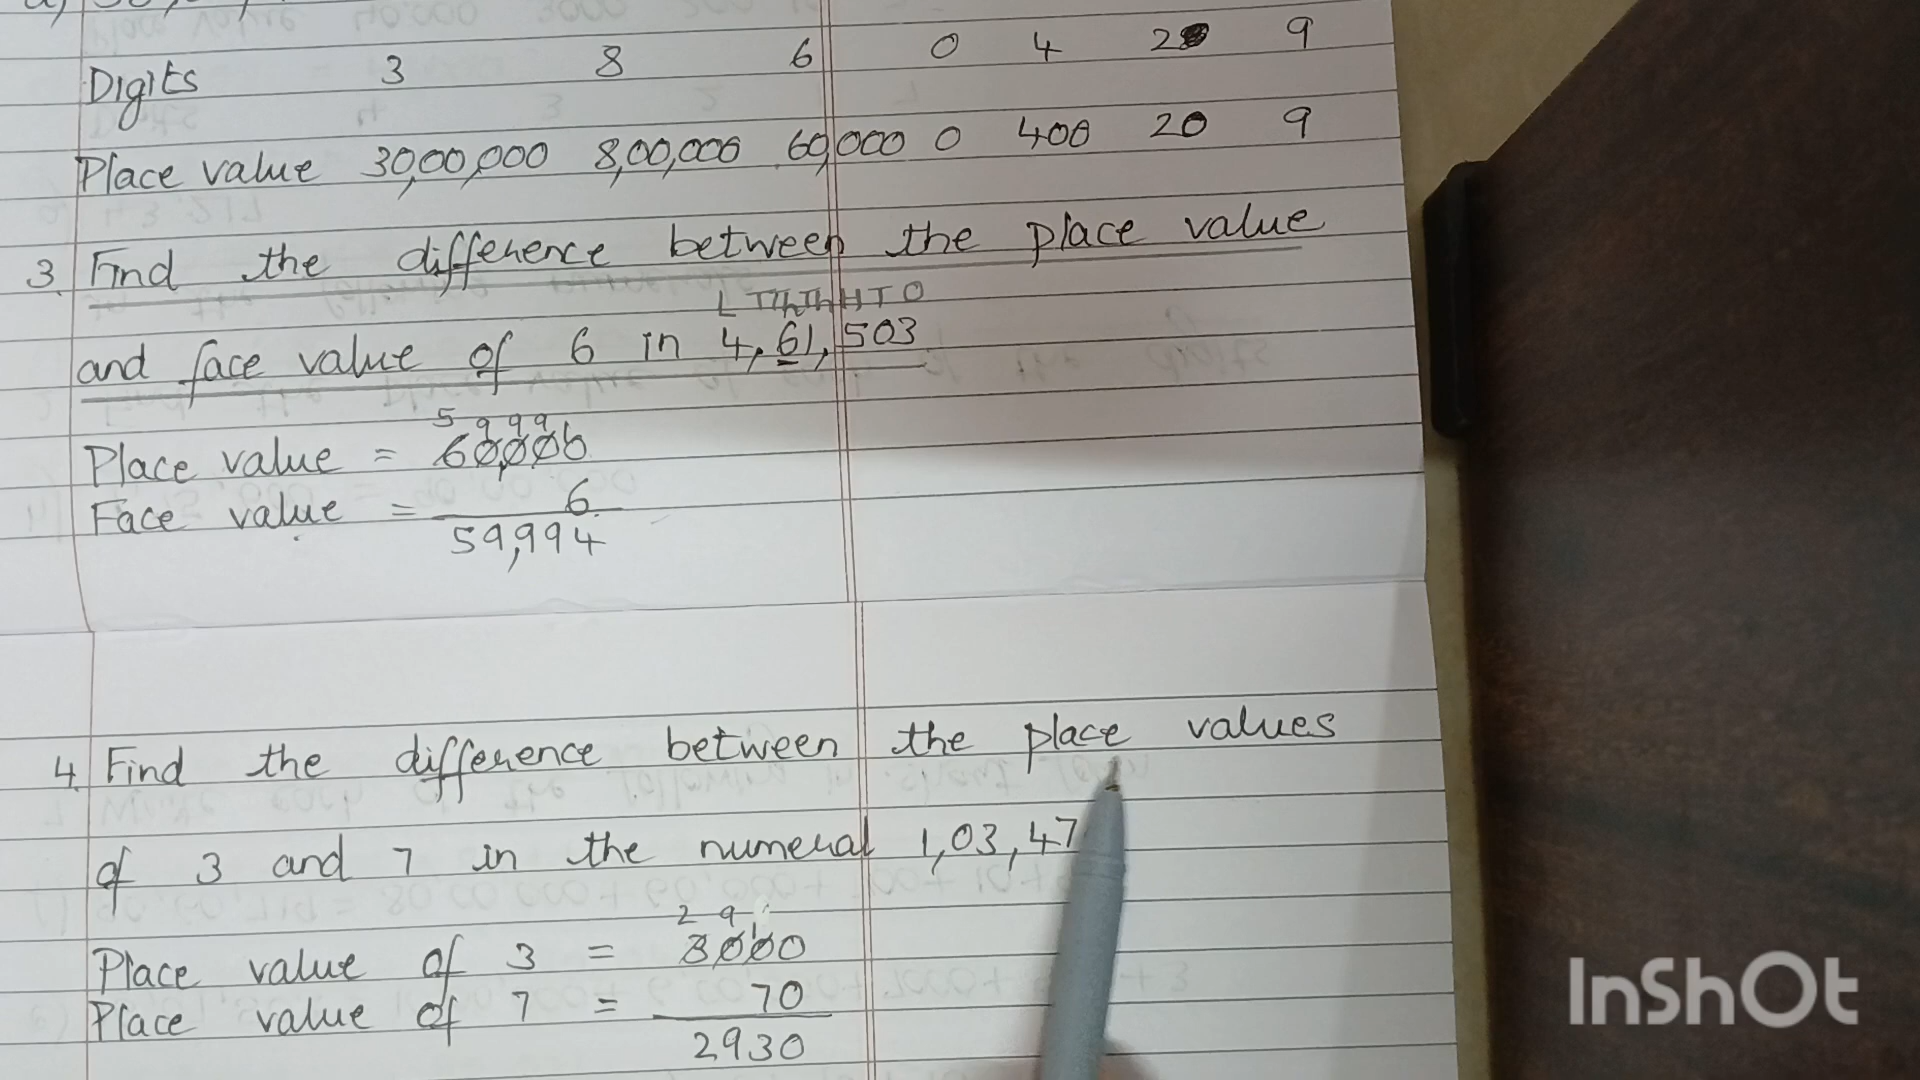 Digits 3 8 6 0 4 2 9
Place value 30,00,000 8,00,000 60,000 0 400 20 9
3. Find the difference between the place value
L TTh Th H T O
and face value of 6 in 4,61,503
5 9 9 9
Place value = 60,000
Face value = 6
59,994
4. Find the difference between the place values
of 3 and 7 in the numeral 1,03,47
2 9
Place value of 3 = 3000
Place value of 7 = 70
2930
InShOt